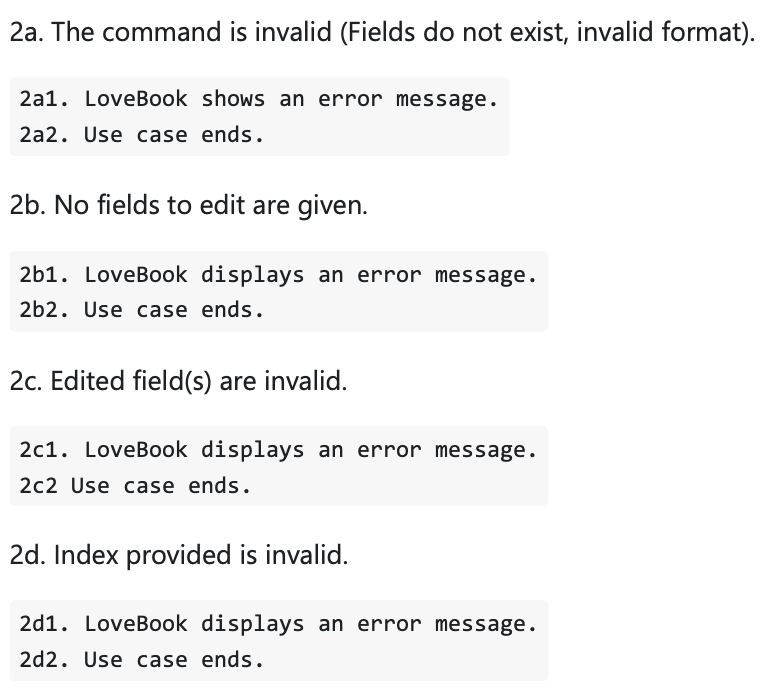 2a. The command is invalid (Fields do not exist, invalid format).
2a1. LoveBook shows an error message.
2a2. Use case ends.
2b. No fields to edit are given.
2b1. LoveBook displays an error message.
2b2. Use case ends.
2c. Edited field(s) are invalid.
2c1. LoveBook displays an error message.
2c2 Use case ends.
2d. Index provided is invalid.
2d1. LoveBook displays an error message.
2d2. Use case ends.